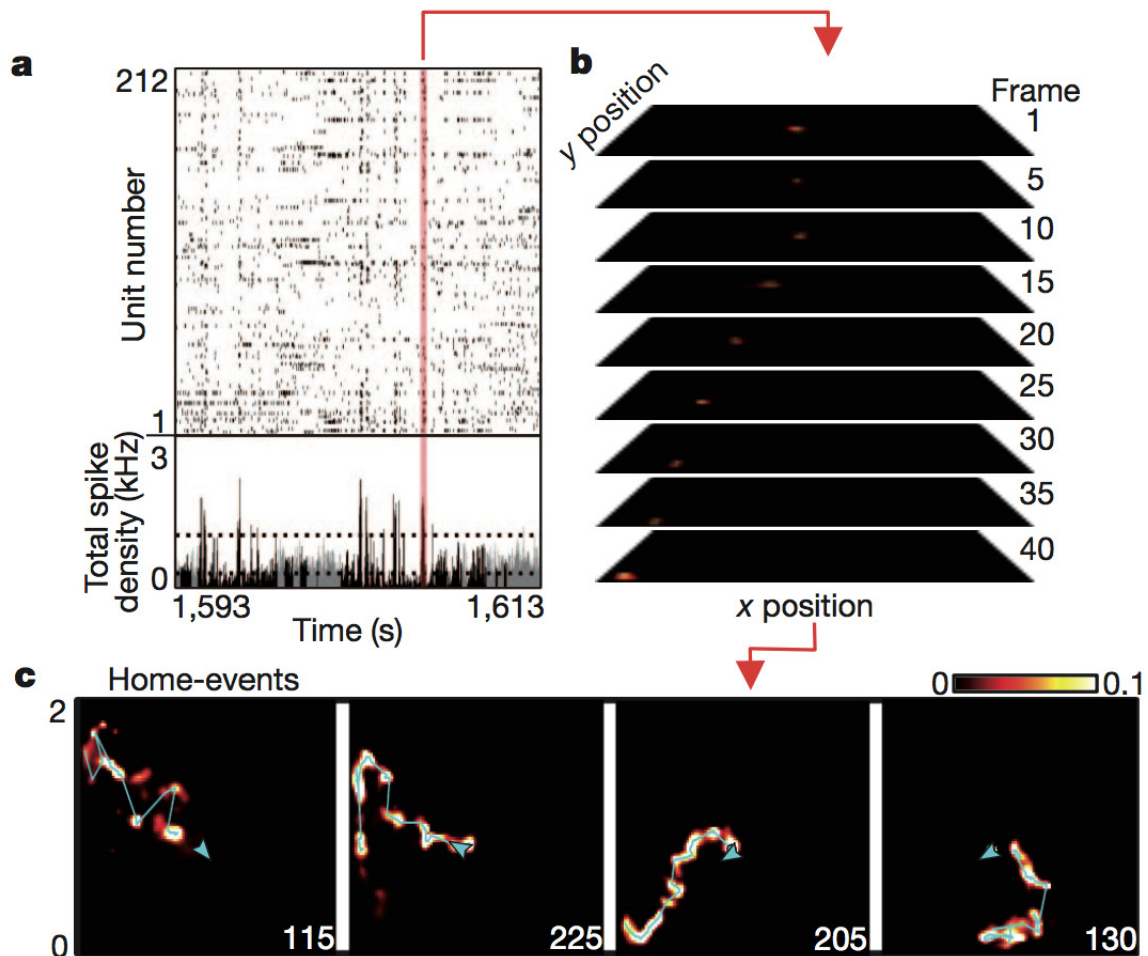 a
212
Unit number
1
3
Total spike
density (kHz)
0
1,593
1,613
Time (s)
b
y position
Frame
1
5
10
15
20
25
30
35
40
x position
c
Home-events
0
0.1
2
0
115
225
205
130